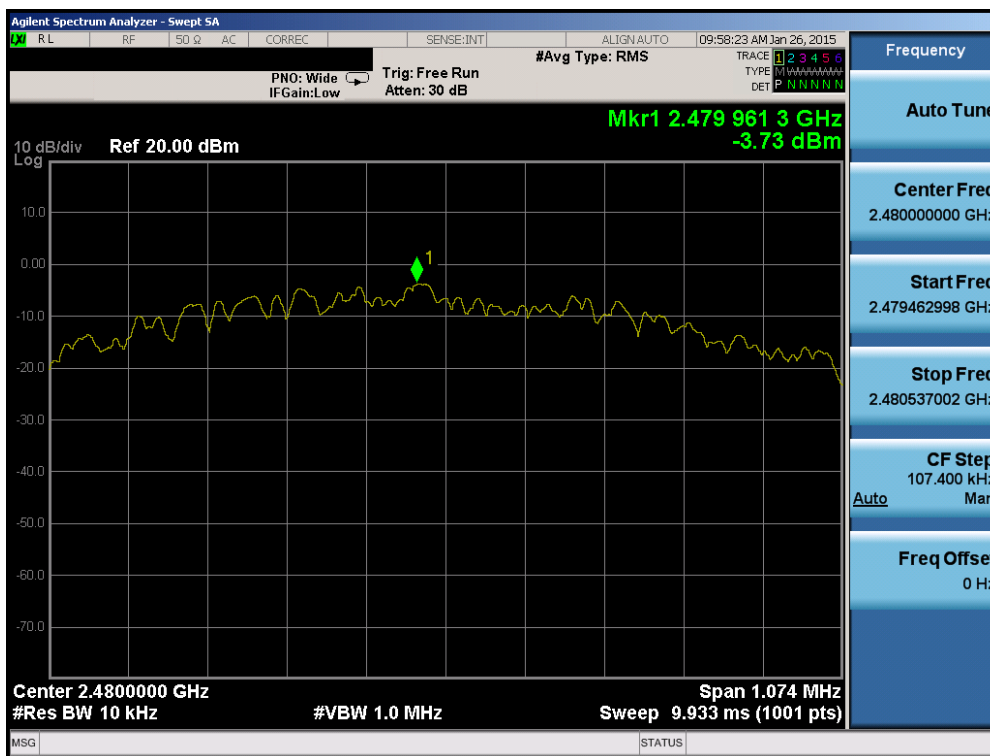 Agilent Spectrum Analyzer - Swept SA
LXI RL RF 50 Ω AC CORREC SENSE:INT ALIGN AUTO 09:58:23 AM Jan 26, 2015
PNO: Wide
IFGain:Low
Trig: Free Run
Atten: 30 dB
#Avg Type: RMS
TRACE 1 2 3 4 5 6
TYPE M
DET P N N N N N
Mkr1 2.479 961 3 GHz
-3.73 dBm
10 dB/div
Log
Ref 20.00 dBm
1
10.0
0.00
-10.0
-20.0
-30.0
-40.0
-50.0
-60.0
-70.0
Center 2.4800000 GHz
Span 1.074 MHz
#Res BW 10 kHz
#VBW 1.0 MHz
Sweep 9.933 ms (1001 pts)
MSG
STATUS
Frequency
Auto Tune
Center Freq
2.480000000 GHz
Start Freq
2.479462998 GHz
Stop Freq
2.480537002 GHz
CF Step
107.400 kHz
Auto Man
Freq Offset
0 Hz